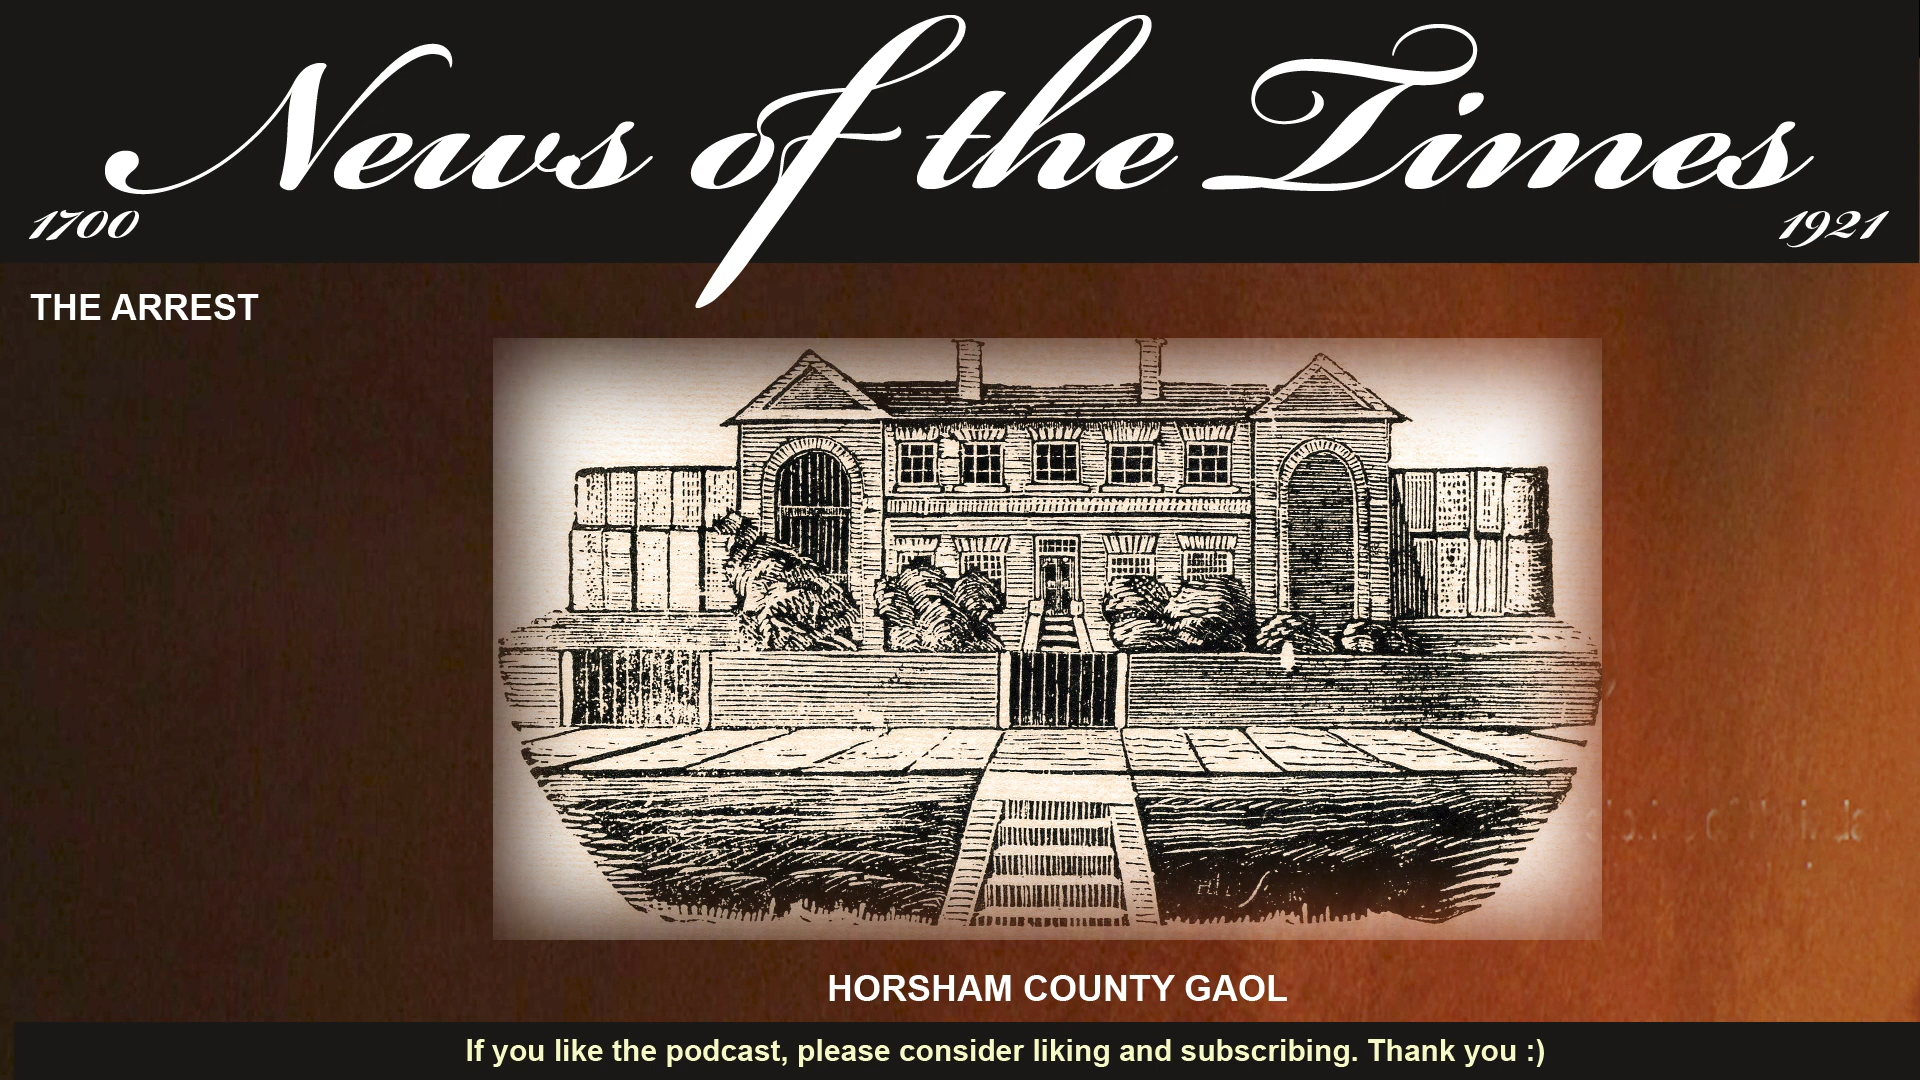 News of the Times
1700
1921
THE ARREST
HORSHAM COUNTY GAOL
If you like the podcast, please consider liking and subscribing. Thank you :)